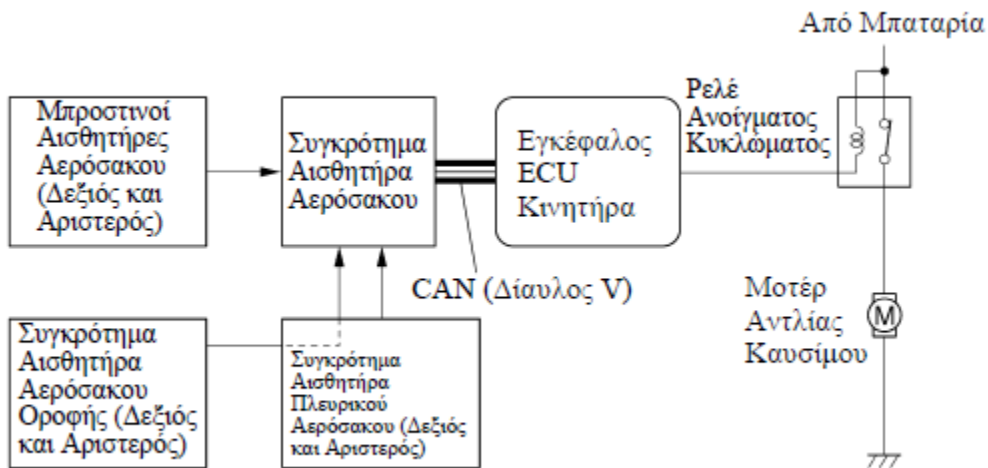 Από Μπαταρία
Μπροστινοί
Αισθητήρες
Αερόσακου
(Δεξιός και
Αριστερός)
Συγκρότημα
Αισθητήρα
Αερόσακου
Εγκέφαλος
ECU
Κινητήρα
Ρελέ
Ανοίγματος
Κυκλώματος
CAN (Δίαυλος V)
Μοτέρ
Αντλίας
Καυσίμου
M
Συγκρότημα
Αισθητήρα
Αερόσακου
Οροφής (Δεξιός
και Αριστερός)
Συγκρότημα
Αισθητήρα
Πλευρικού
Αερόσακου (Δεξιός
και Αριστερός)